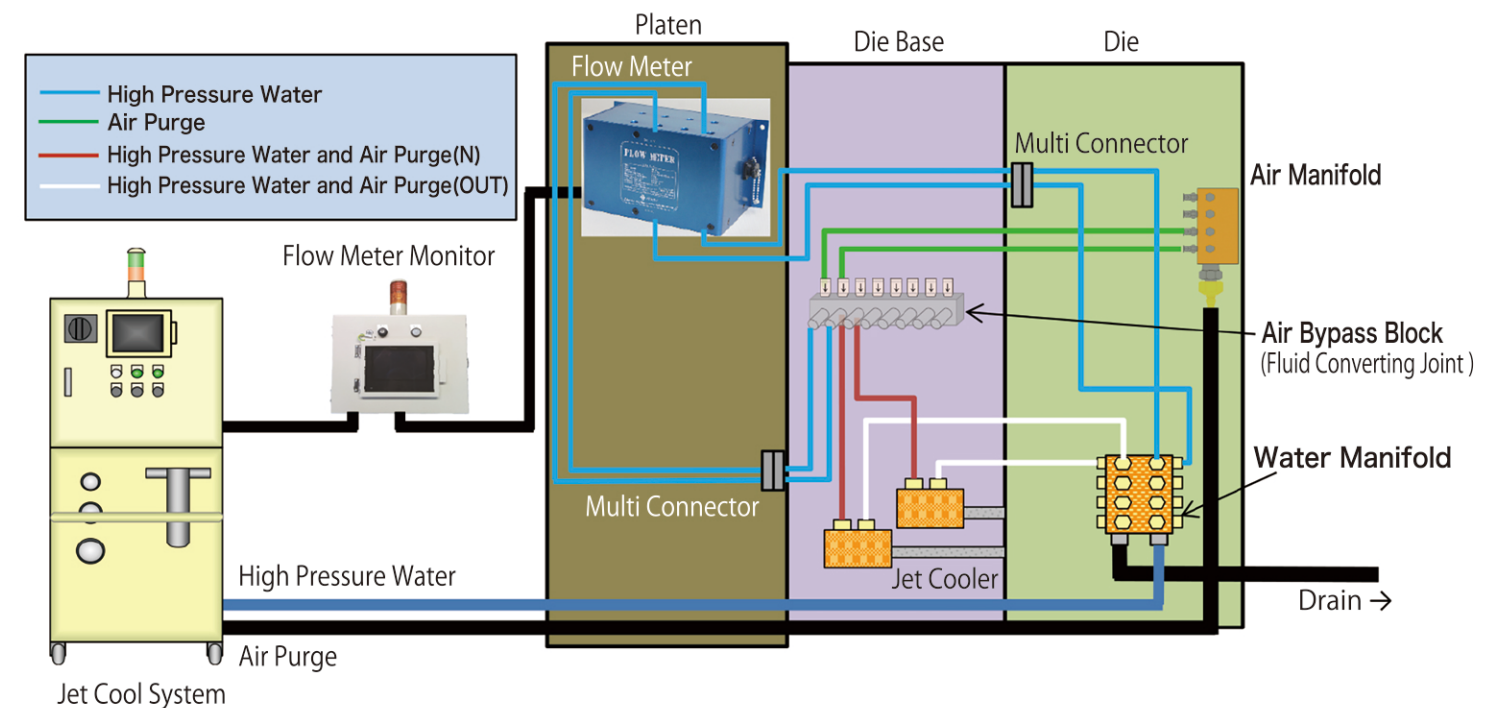 Platen
Die Base
Die
Flow Meter
High Pressure Water
Air Purge
High Pressure Water and Air Purge(N)
High Pressure Water and Air Purge(OUT)
Multi Connector
FLOW METER
Air Manifold
Flow Meter Monitor
Air Bypass Block
(Fluid Converting Joint )
Water Manifold
Multi Connector
Jet Cooler
High Pressure Water
Drain →
Air Purge
Jet Cool System